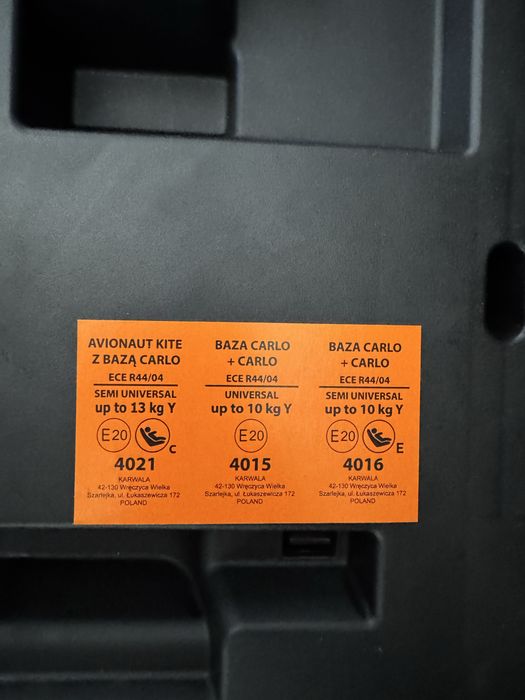 AVIONAUT KITE
Z BAZĄ CARLO
ECE R44/04
SEMI UNIVERSAL
up to 13 kg Y
E20
C
4021
KARWALA
42-130 Wręczyca Wielka
Szarlejka, ul. Łukaszewicza 172
POLAND
BAZA CARLO
+ CARLO
ECE R44/04
UNIVERSAL
up to 10 kg Y
E20
4015
KARWALA
42-130 Wręczyca Wielka
Szarlejka, ul. Łukaszewicza 172
POLAND
BAZA CARLO
+ CARLO
ECE R44/04
SEMI UNIVERSAL
up to 10 kg Y
E20
E
4016
KARWALA
42-130 Wręczyca Wielka
Szarlejka, ul. Łukaszewicza 172
POLAND